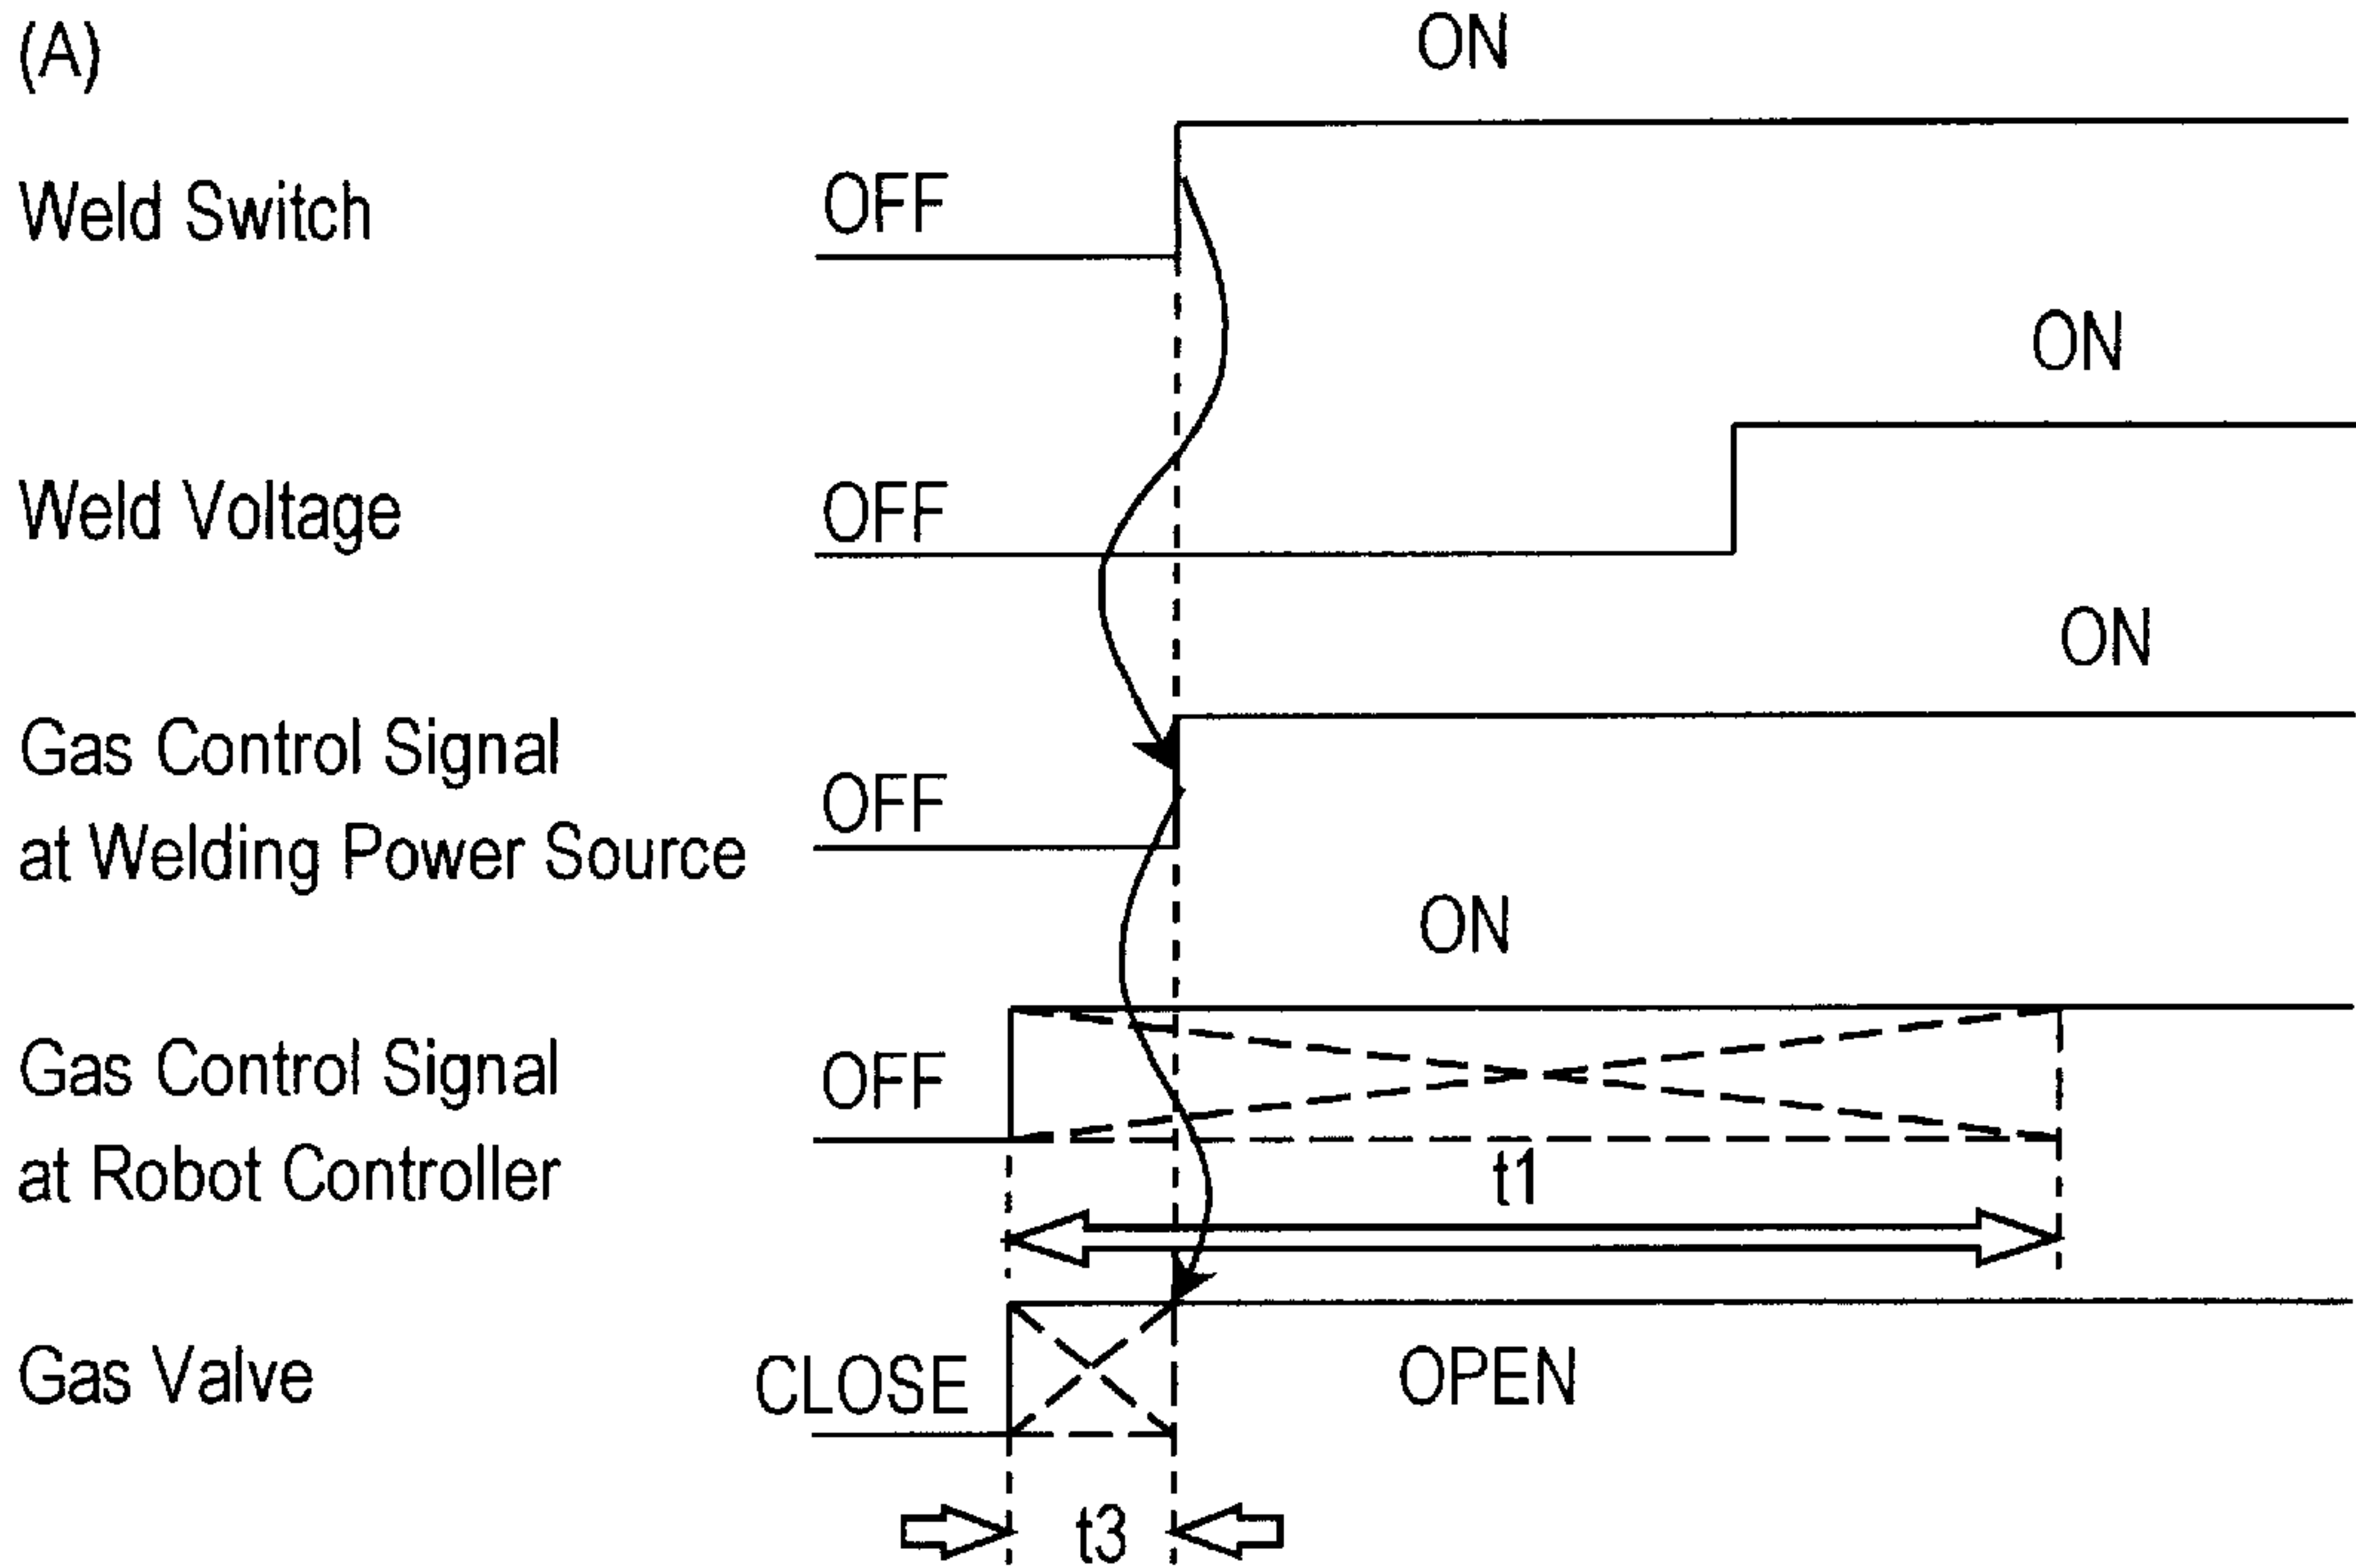 (A)
ON
Weld Switch
OFF
ON
Weld Voltage
OFF
ON
Gas Control Signal
at Welding Power Source
OFF
ON
Gas Control Signal
at Robot Controller
OFF
t1
Gas Valve
CLOSE
OPEN
t3